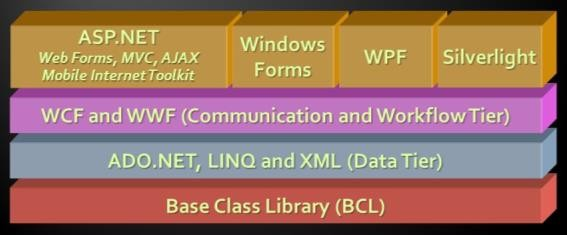 ASP.NET
Web Forms, MVC, AJAX
Mobile Internet Toolkit
Windows
Forms
WPF
Silverlight
WCF and WWF (Communication and Workflow Tier)
ADO.NET, LINQ and XML (Data Tier)
Base Class Library (BCL)